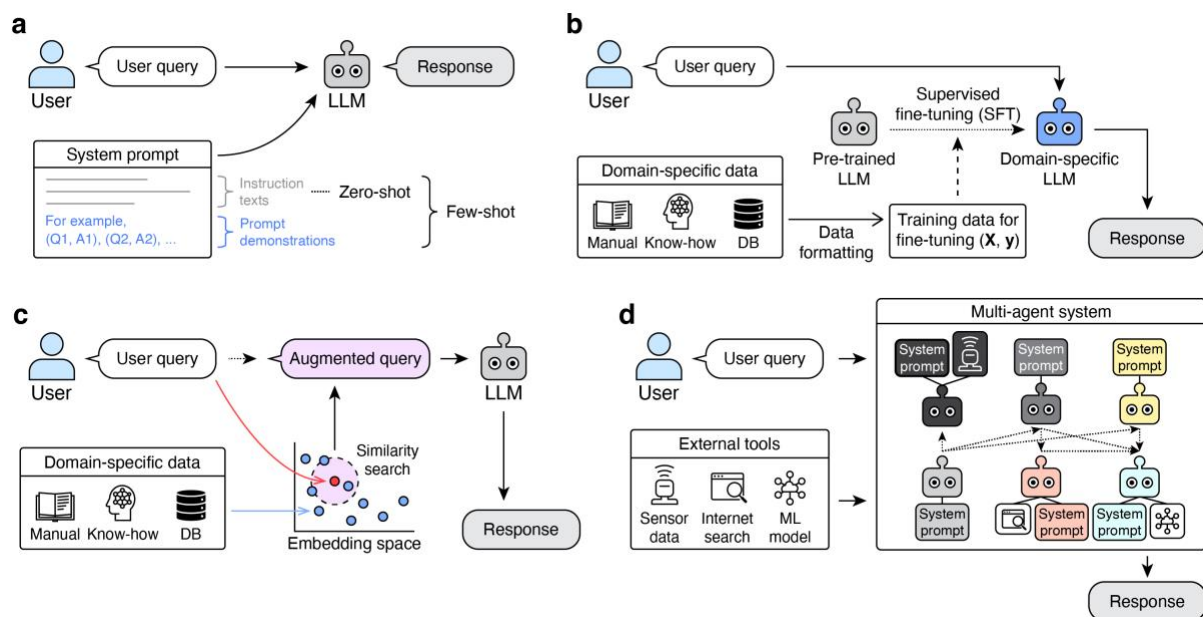 a
User query
Response
User
LLM
System prompt
Instruction
texts
Zero-shot
Few-shot
For example,
(Q1, A1), (Q2, A2), ...
Prompt
demonstrations
b
User query
User
Supervised
fine-tuning (SFT)
Pre-trained
LLM
Domain-specific
LLM
Domain-specific data
Manual
Know-how
DB
Data
formatting
Training data for
fine-tuning (X, y)
Response
c
User query
Augmented query
User
LLM
Similarity
search
Domain-specific data
Manual
Know-how
DB
Embedding space
Response
d
User query
User
Multi-agent system
System
prompt
System
prompt
System
prompt
External tools
Sensor
data
Internet
search
ML
model
System
prompt
System
prompt
System
prompt
Response